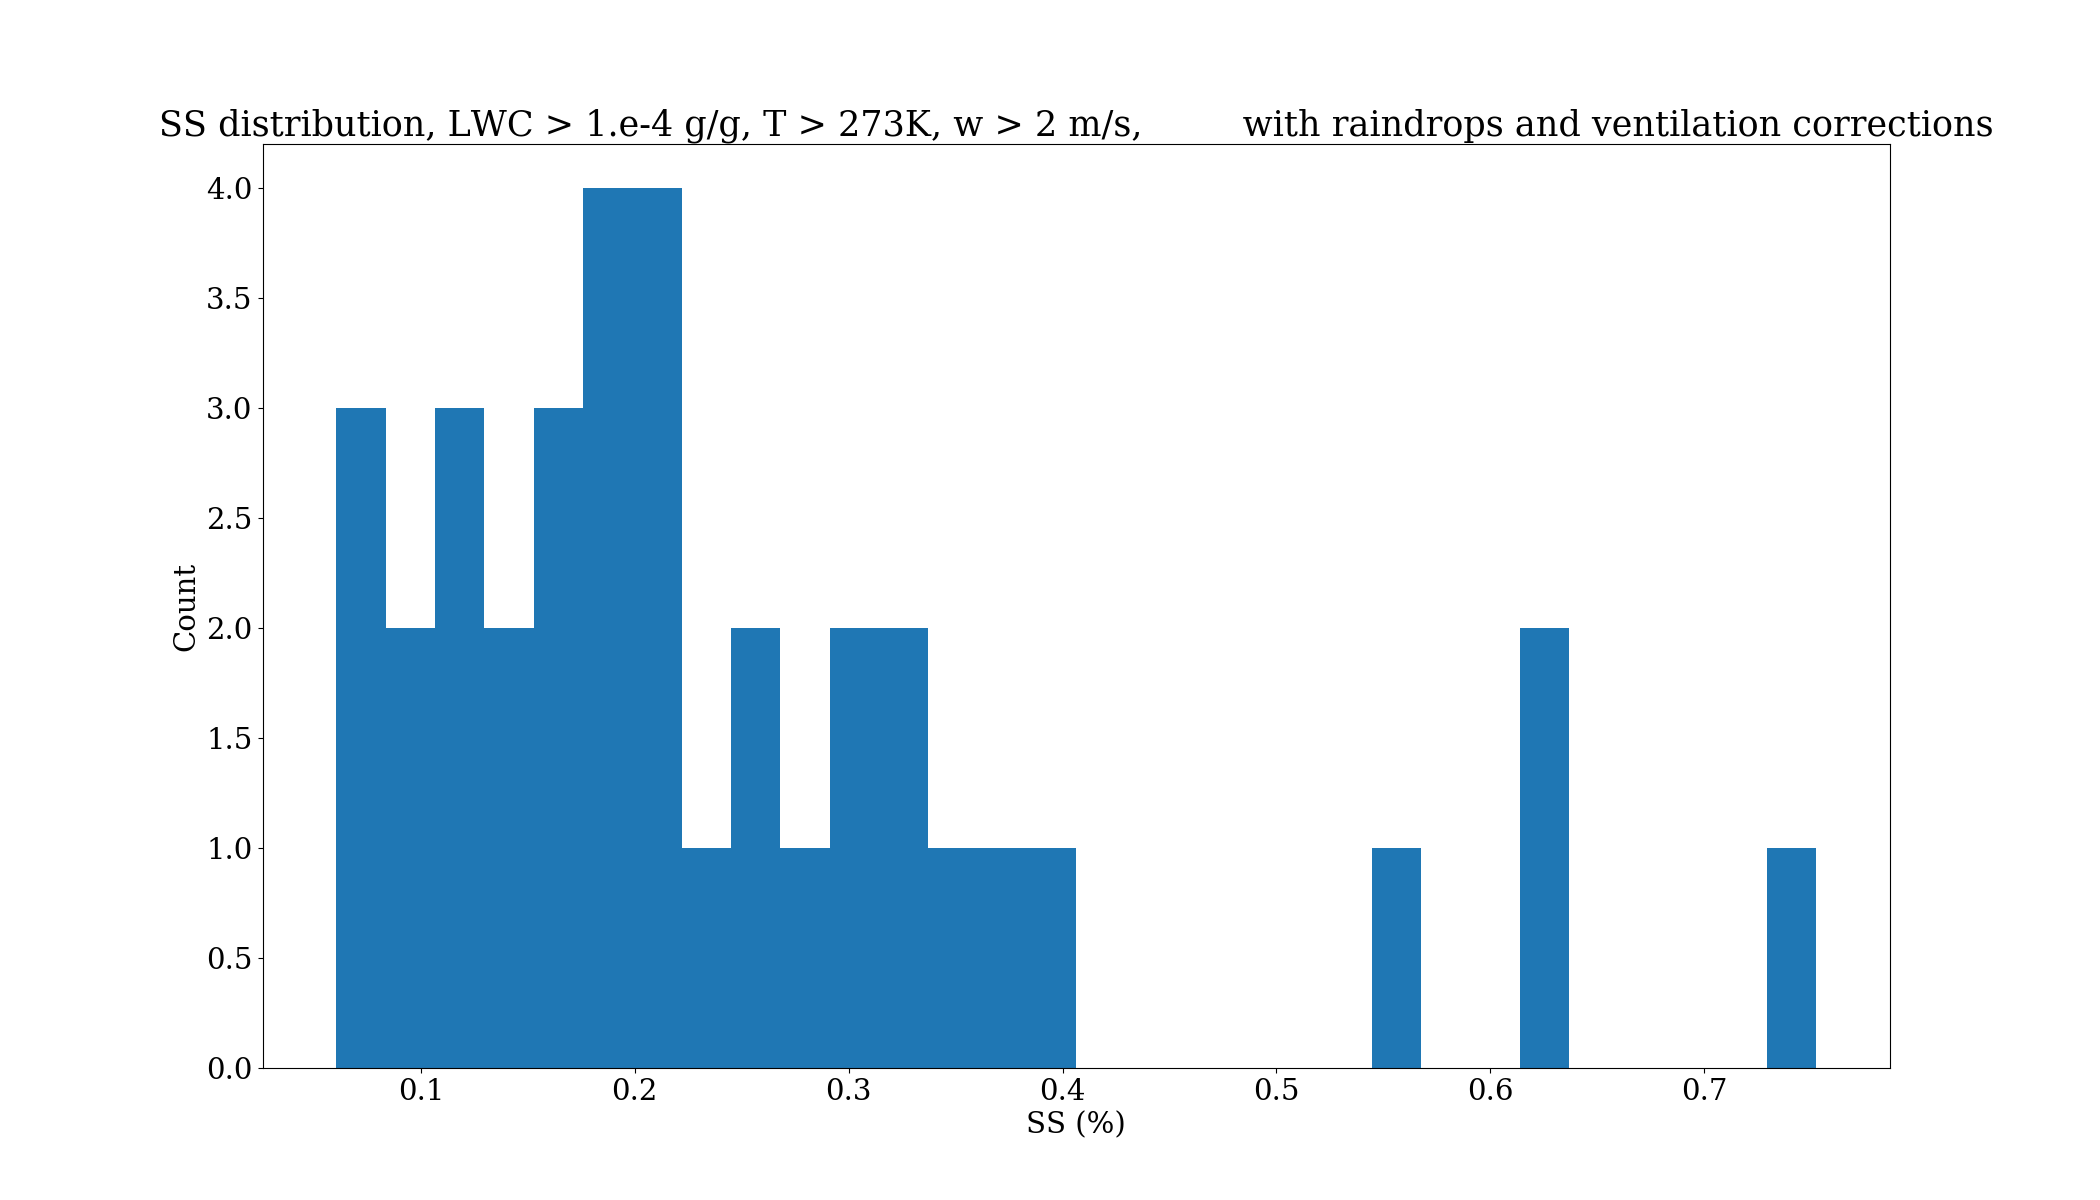 SS distribution, LWC > 1.e-4 g/g, T > 273K, w > 2 m/s, with raindrops and ventilation corrections
4.0
3.5
3.0
2.5
2.0
1.5
1.0
0.5
0.0
Count
0.1 0.2 0.3 0.4 0.5 0.6 0.7
SS (%)